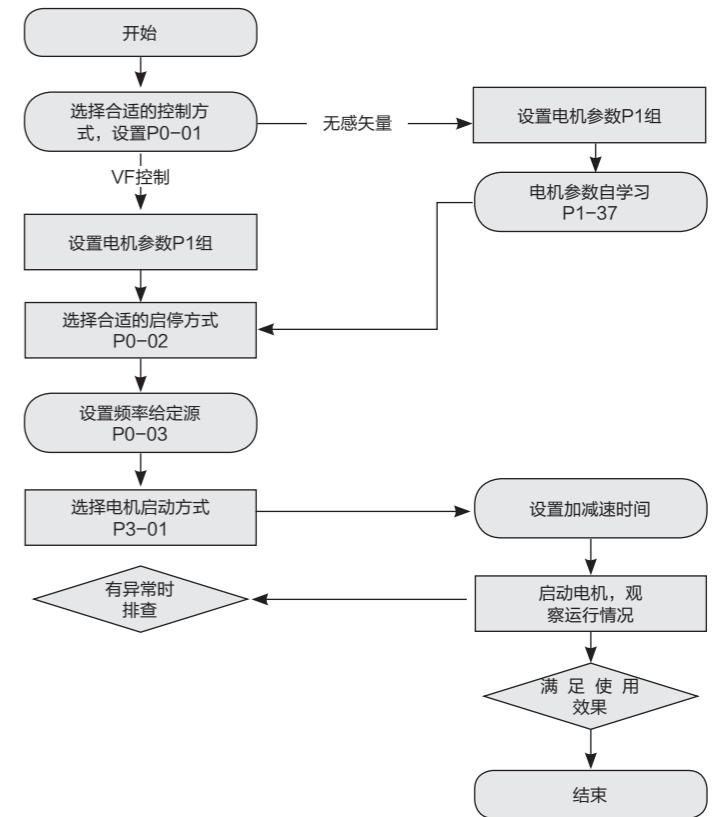 开始
选择合适的控制方
式，设置P0-01
无感矢量
设置电机参数P1组
VF控制
电机参数自学习
P1-37
设置电机参数P1组
选择合适的启停方式
P0-02
设置频率给定源
P0-03
选择电机启动方式
P3-01
设置加减速时间
有异常时
排查
启动电机，观
察运行情况
满 足 使 用
效果
结束